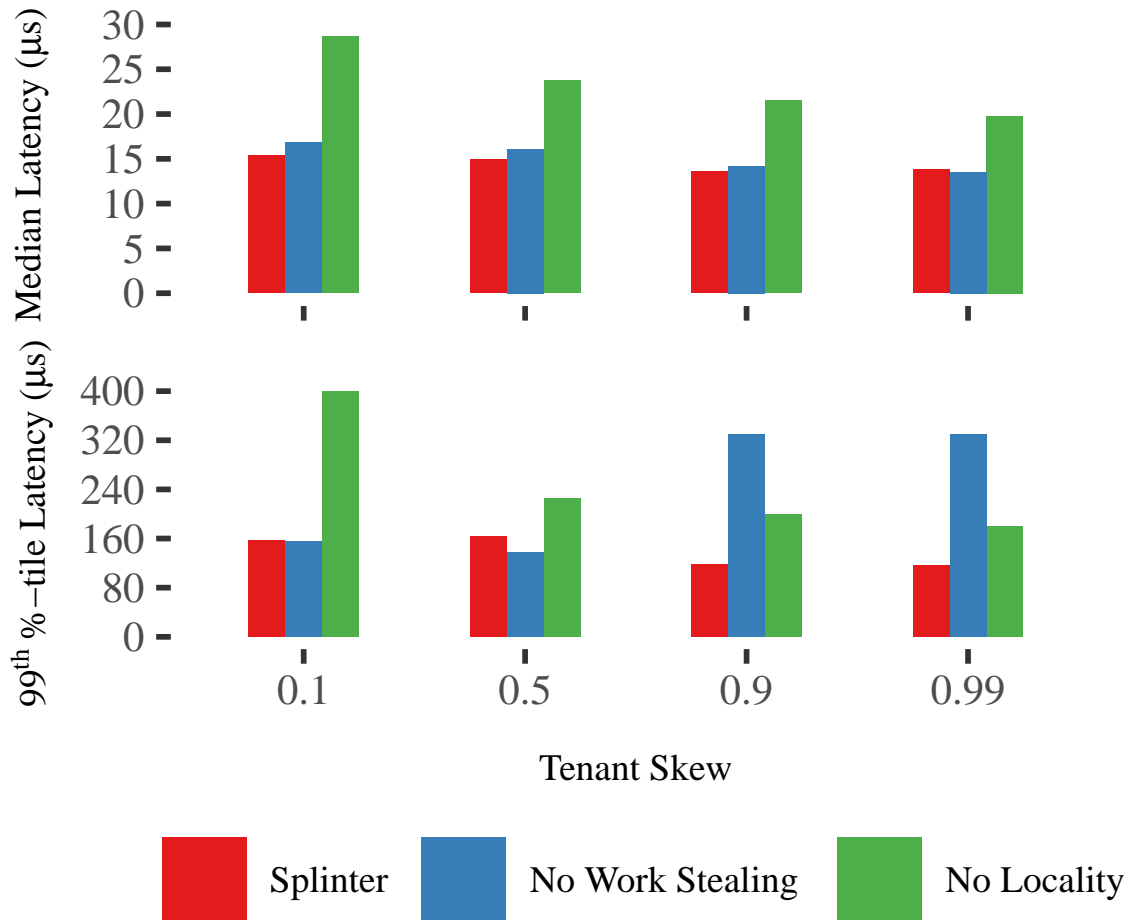 Median Latency (μs)
30
25
20
15
10
5
0
99th %−tile Latency (μs)
400
320
240
160
80
0
0.1 0.5 0.9 0.99
Tenant Skew
Splinter No Work Stealing No Locality